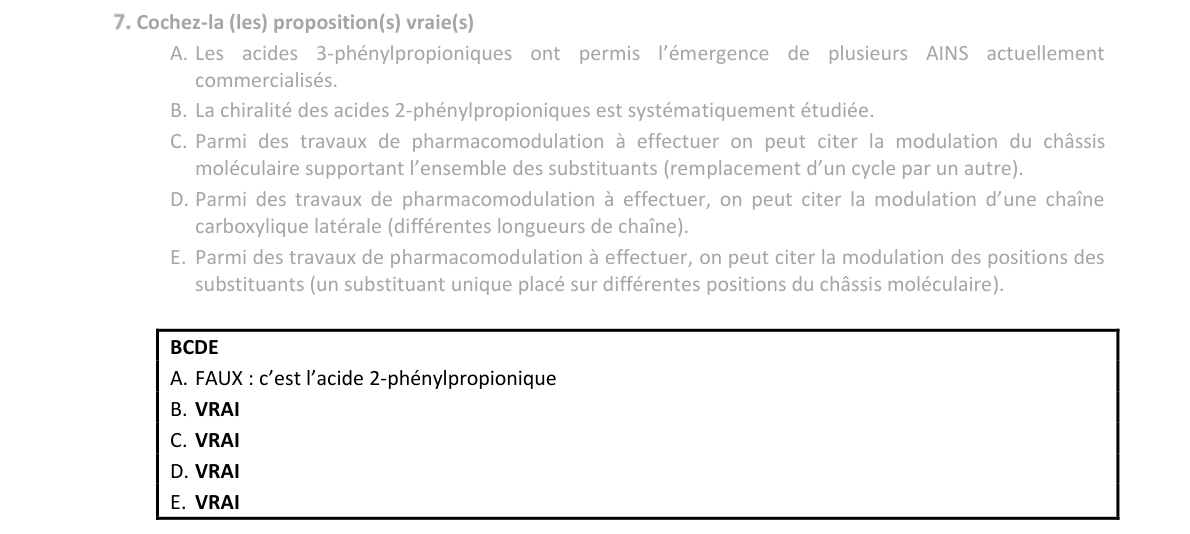 7. Cochez-la (les) proposition(s) vraie(s)
A. Les acides 3-phénylpropioniques ont permis l’émergence de plusieurs AINS actuellement
commercialisés.
B. La chiralité des acides 2-phénylpropioniques est systématiquement étudiée.
C. Parmi des travaux de pharmacomodulation à effectuer on peut citer la modulation du châssis
moléculaire supportant l’ensemble des substituants (remplacement d’un cycle par un autre).
D. Parmi des travaux de pharmacomodulation à effectuer, on peut citer la modulation d’une chaîne
carboxylique latérale (différentes longueurs de chaîne).
E. Parmi des travaux de pharmacomodulation à effectuer, on peut citer la modulation des positions des
substituants (un substituant unique placé sur différentes positions du châssis moléculaire).
BCDE
A. FAUX : c’est l’acide 2-phénylpropionique
B. VRAI
C. VRAI
D. VRAI
E. VRAI